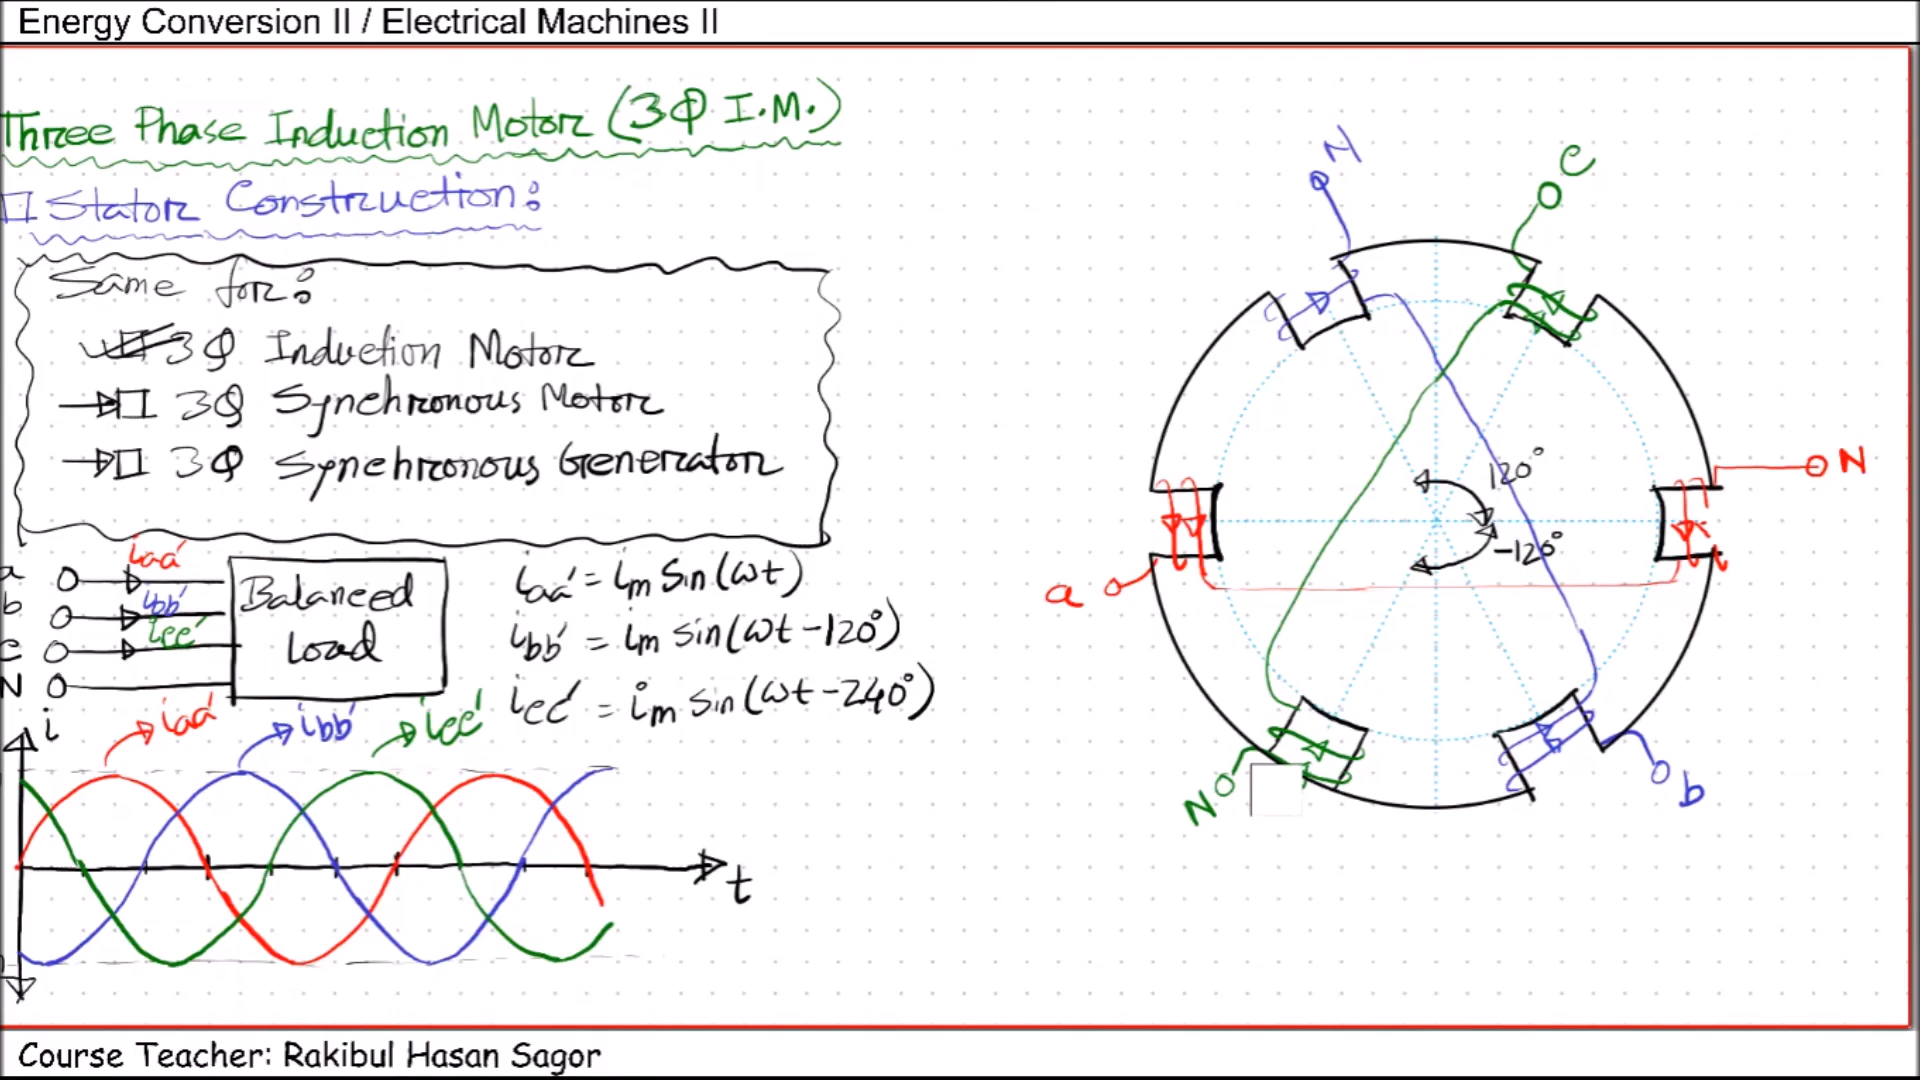 Energy Conversion II / Electrical Machines II
Three Phase Induction Motor (3Φ I.M.)
Stator Construction:
Same for:
3Φ Induction Motor
3Φ Synchronous Motor
3Φ Synchronous Generator
a iaa'
b ibb'
c icc'
N
Balanced
Load
iaa' = im Sin(ωt)
ibb' = im sin(ωt-120°)
icc' = im sin(ωt-240°)
i
iaa' ibb' icc'
t
N
C
120°
-120°
N
a
N
b
Course Teacher: Rakibul Hasan Sagor